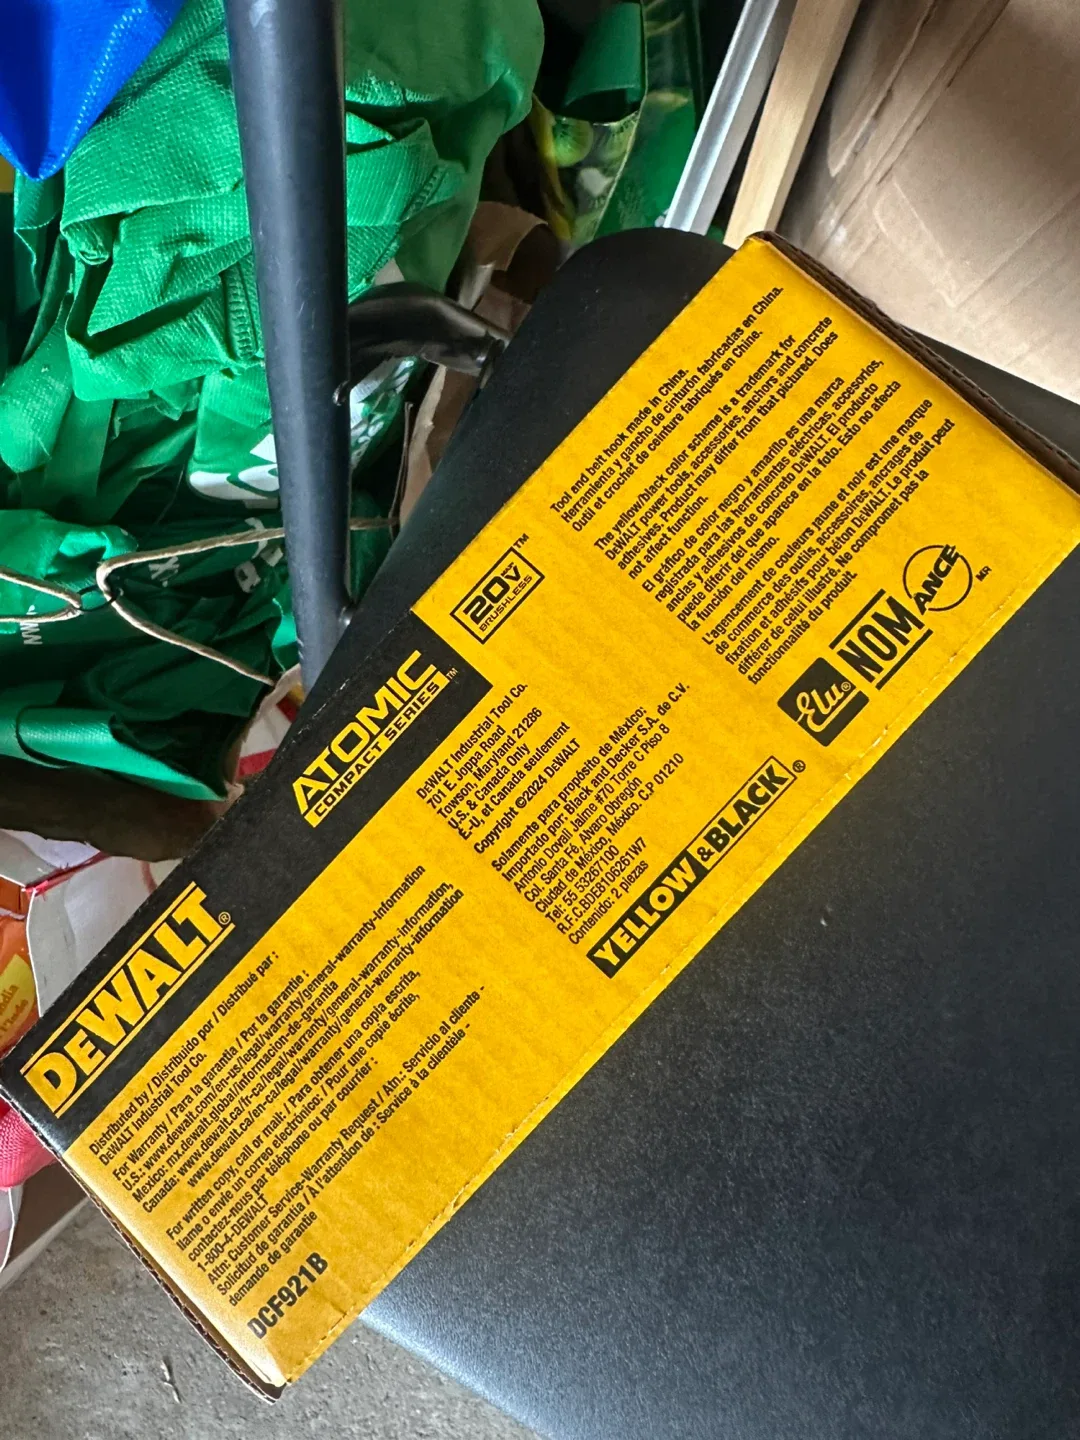 DEWALT®
ATOMIC™
COMPACT SERIES
20V MAX
BRUSHLESS™
Distributed by / Distribuido por / Distribué par :
DEWALT Industrial Tool Co.
For Warranty / Para la garantía / Por la garantie :
U.S.: www.dewalt.com/en-us/legal/warranty/general-warranty-information
Mexico: mx.dewalt.global/informacion-de-garantia
Canada: www.dewalt.ca/fr-ca/legal/warranty/general-warranty-information,
www.dewalt.ca/en-ca/legal/warranty/general-warranty-information
For written copy, call or mail: / Para obtener una copia escrita,
llame o envíe un correo electrónico: / Pour une copie écrite,
contactez-nous par téléphone ou par courrier :
1-800-4-DEWALT
Attn: Customer Service-Warranty Request / Atn.: Servicio al cliente -
Solicitud de garantía / À l'attention de : Service à la clientèle -
demande de garantie
DCF921B
DEWALT Industrial Tool Co.
701 E. Joppa Road
Towson, Maryland 21286
U.S. & Canada Only
E-U, et Canada seulement
Copyright ©2024 DEWALT
Solamente para propósito de México:
Importado por: Black and Decker S.A. de C.V.
Antonio Dovali Jaime #70 Torre C Piso 8
Col. Santa Fé, Alvaro Obregón
Ciudad de México, México. C.P 01210
Tel: 55 53267100
R.F.C.BDE8106261W7
Contenido: 2 piezas
YELLOW & BLACK®
Tool and belt hook made in China.
Herramienta y gancho de cinturón fabricadas en China.
Outil et crochet de ceinture fabriqués en Chine.
The yellow/black color scheme is a trademark for
DEWALT power tools, accessories, anchors and concrete
adhesives. Product may differ from that pictured. Does
not affect function.
El gráfico de color negro y amarillo es una marca
registrada para las herramientas eléctricas, accesorios,
anclas y adhesivos de concreto DEWALT El producto
puede diferir del que aparece en la foto. Esto no afecta
la función del mismo.
L'agencement de couleurs jaune et noir est une marque
de commerce des outils, accessoires, ancrages de
fixation et adhésifs pour béton DEWALT. Le produit peut
différer de celui illustré. Ne compromet pas la
fonctionnalité du produit.
Elu®
NOM
ANCE
MR